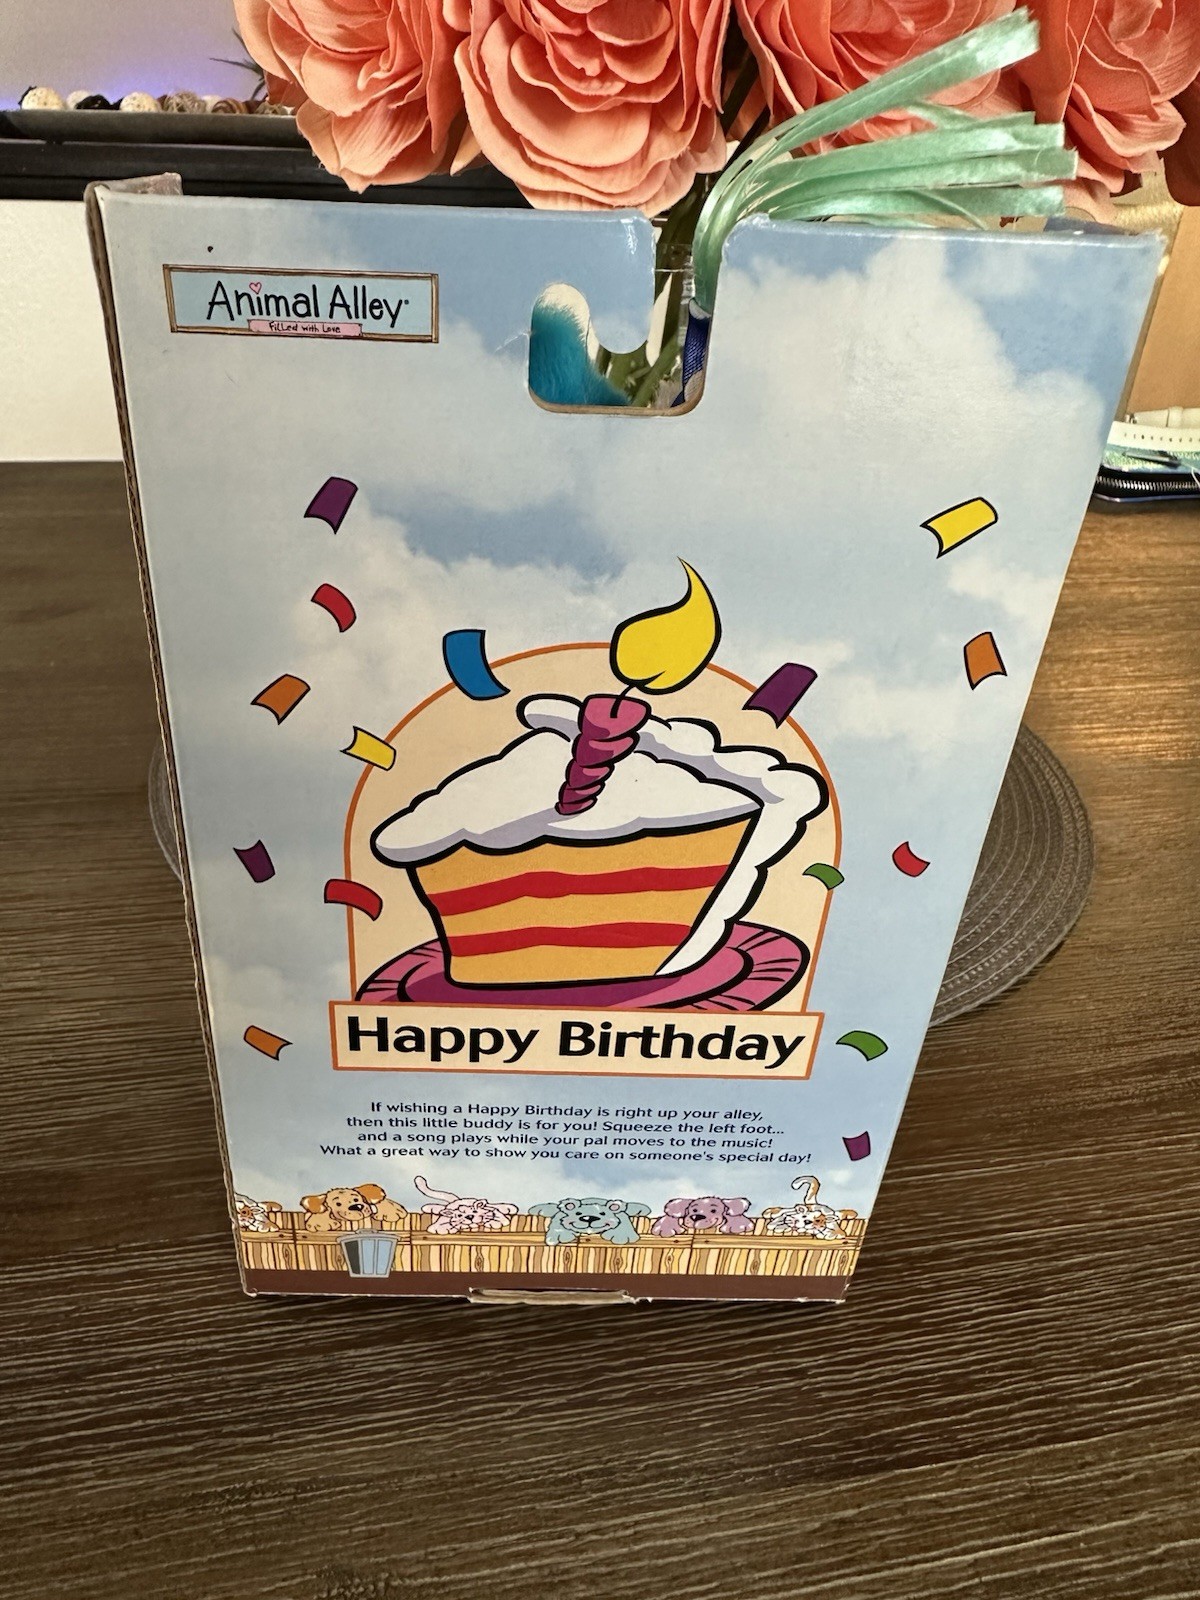 Animal Alley®
Filled with Love
Happy Birthday
If wishing a Happy Birthday is right up your alley,
then this little buddy is for you! Squeeze the left foot...
and a song plays while your pal moves to the music!
What a great way to show you care on someone's special day!